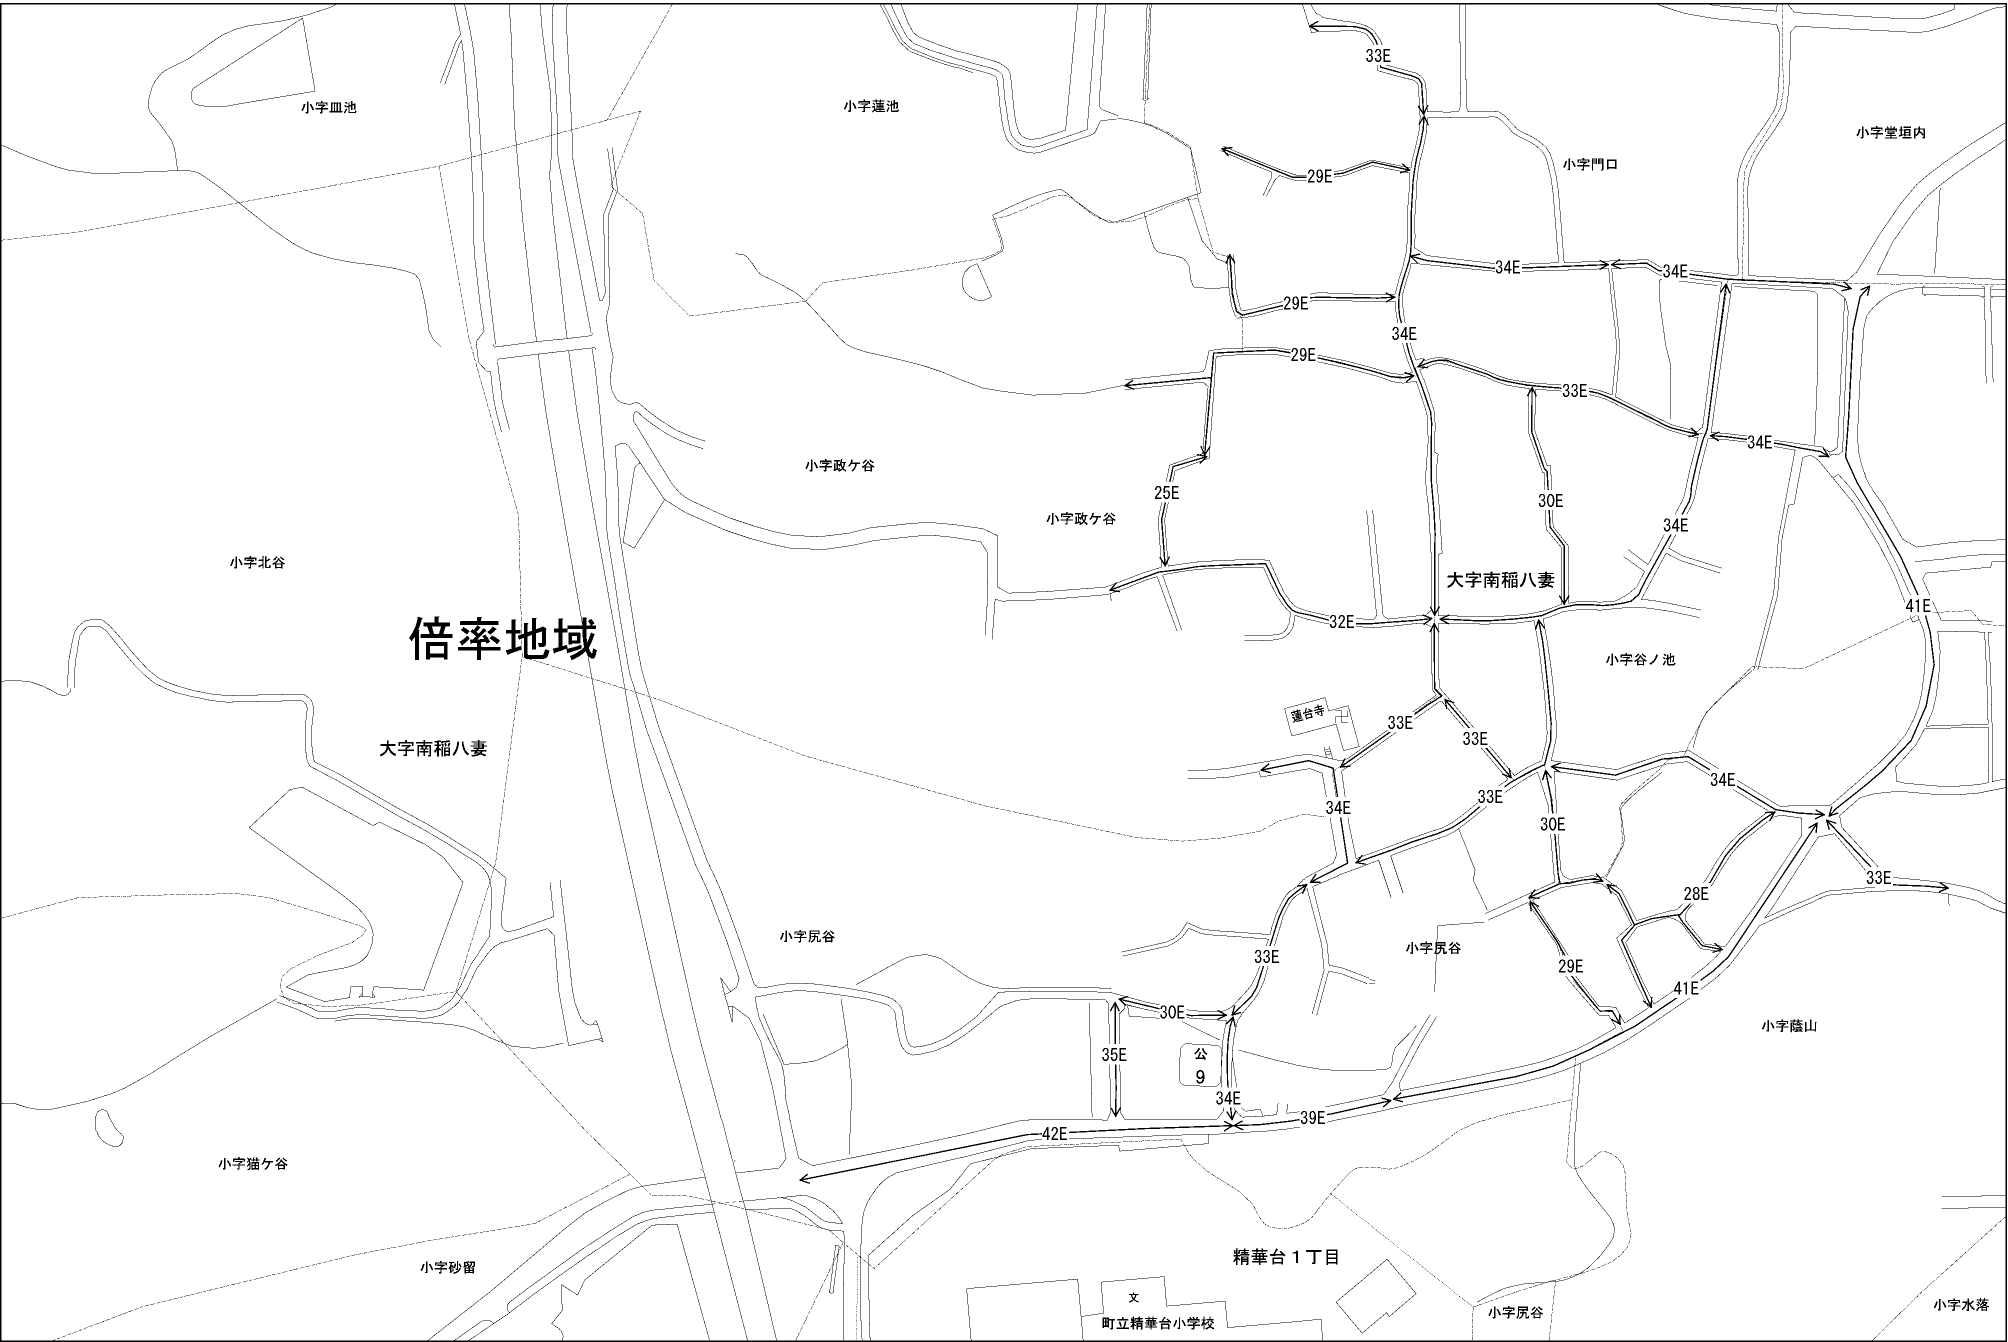 33E
小字皿池
小字蓮池
小字堂垣内
小字門口
29E
34E
34E
29E
34E
29E
33E
34E
小字政ケ谷
25E
30E
小字政ケ谷
34E
小字北谷
大字南稲八妻
41E
32E
倍率地域
小字谷ノ池
蓮台寺
33E
33E
大字南稲八妻
34E
33E
34E
30E
33E
28E
小字尻谷
小字尻谷
33E
29E
41E
30E
小字蔭山
35E
公
9
34E
39E
42E
小字猫ケ谷
精華台1丁目
小字砂留
文
町立精華台小学校
小字尻谷
小字水落